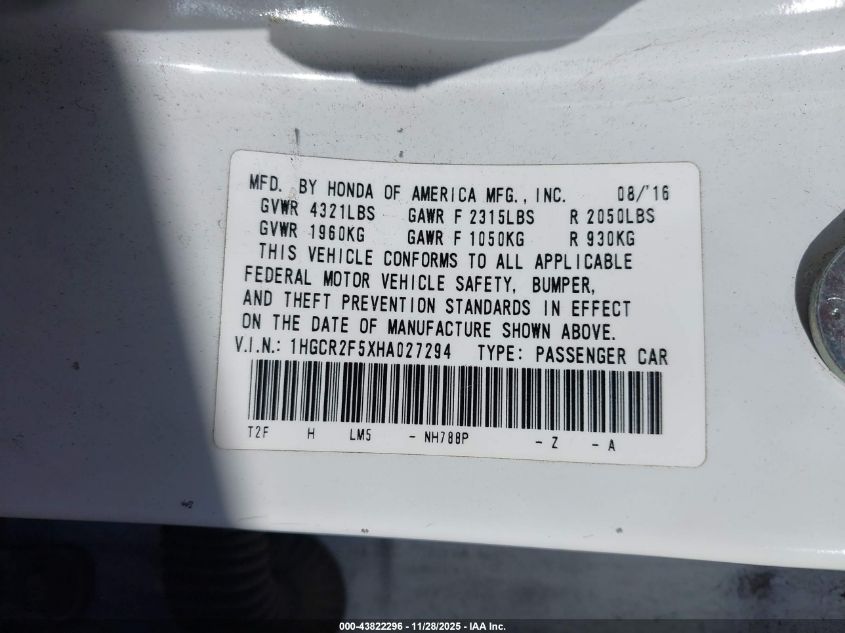 MFD. BY HONDA OF AMERICA MFG., INC. 08/'16
GVWR 4321LBS GAWR F 2315LBS R 2050LBS
GVWR 1960KG GAWR F 1050KG R 930KG
THIS VEHICLE CONFORMS TO ALL APPLICABLE
FEDERAL MOTOR VEHICLE SAFETY, BUMPER,
AND THEFT PREVENTION STANDARDS IN EFFECT
ON THE DATE OF MANUFACTURE SHOWN ABOVE.
V.I.N.: 1HGCR2F5XHA027294 TYPE: PASSENGER CAR
T2F H LM5 - NH788P - Z - A
000-43822296 - 11/28/2025 - IAA Inc.